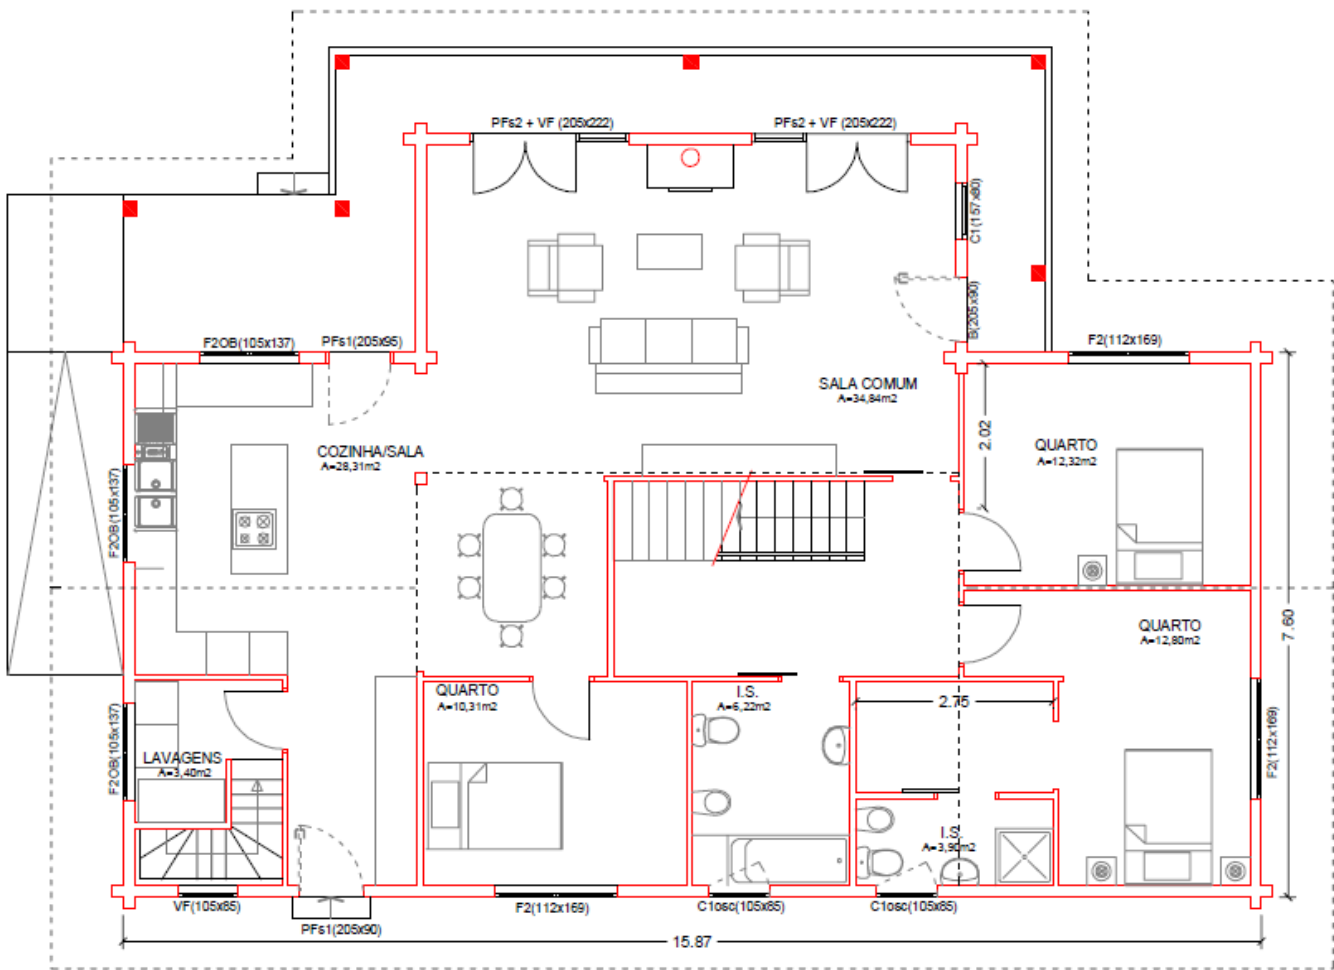 PFs2 + VF (205x222)
PFs2 + VF (205x222)
C1(157x80)
B(205x90)
F2OB(105x137)
PFs1(205x95)
F2(112x169)
SALA COMUM
A=34,84m2
2.02
COZINHA/SALA
A=28,31m2
QUARTO
A=12,32m2
F2OB(105x137)
7.60
QUARTO
A=12,80m2
QUARTO
A=10,31m2
I.S.
A=6,22m2
2.75
F2OB(105x137)
LAVAGENS
A=3,40m2
F2(112x169)
I.S.
A=3,90m2
VF(105x85)
PFs1(205x90)
F2(112x169)
C1osc(105x85)
C1osc(105x85)
15.87